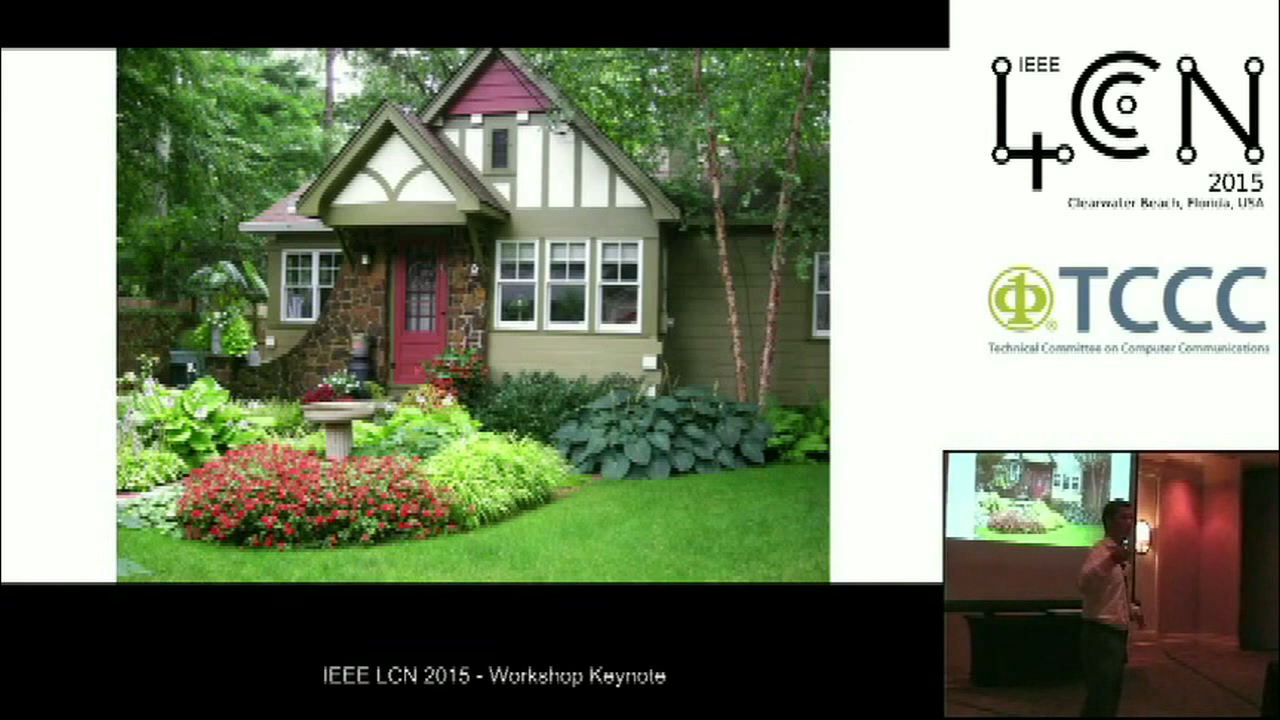 IEEE
LCN
2015
Clearwater Beach, Florida, USA
TCCC
Technical Committee on Computer Communications
IEEE LCN 2015 - Workshop Keynote